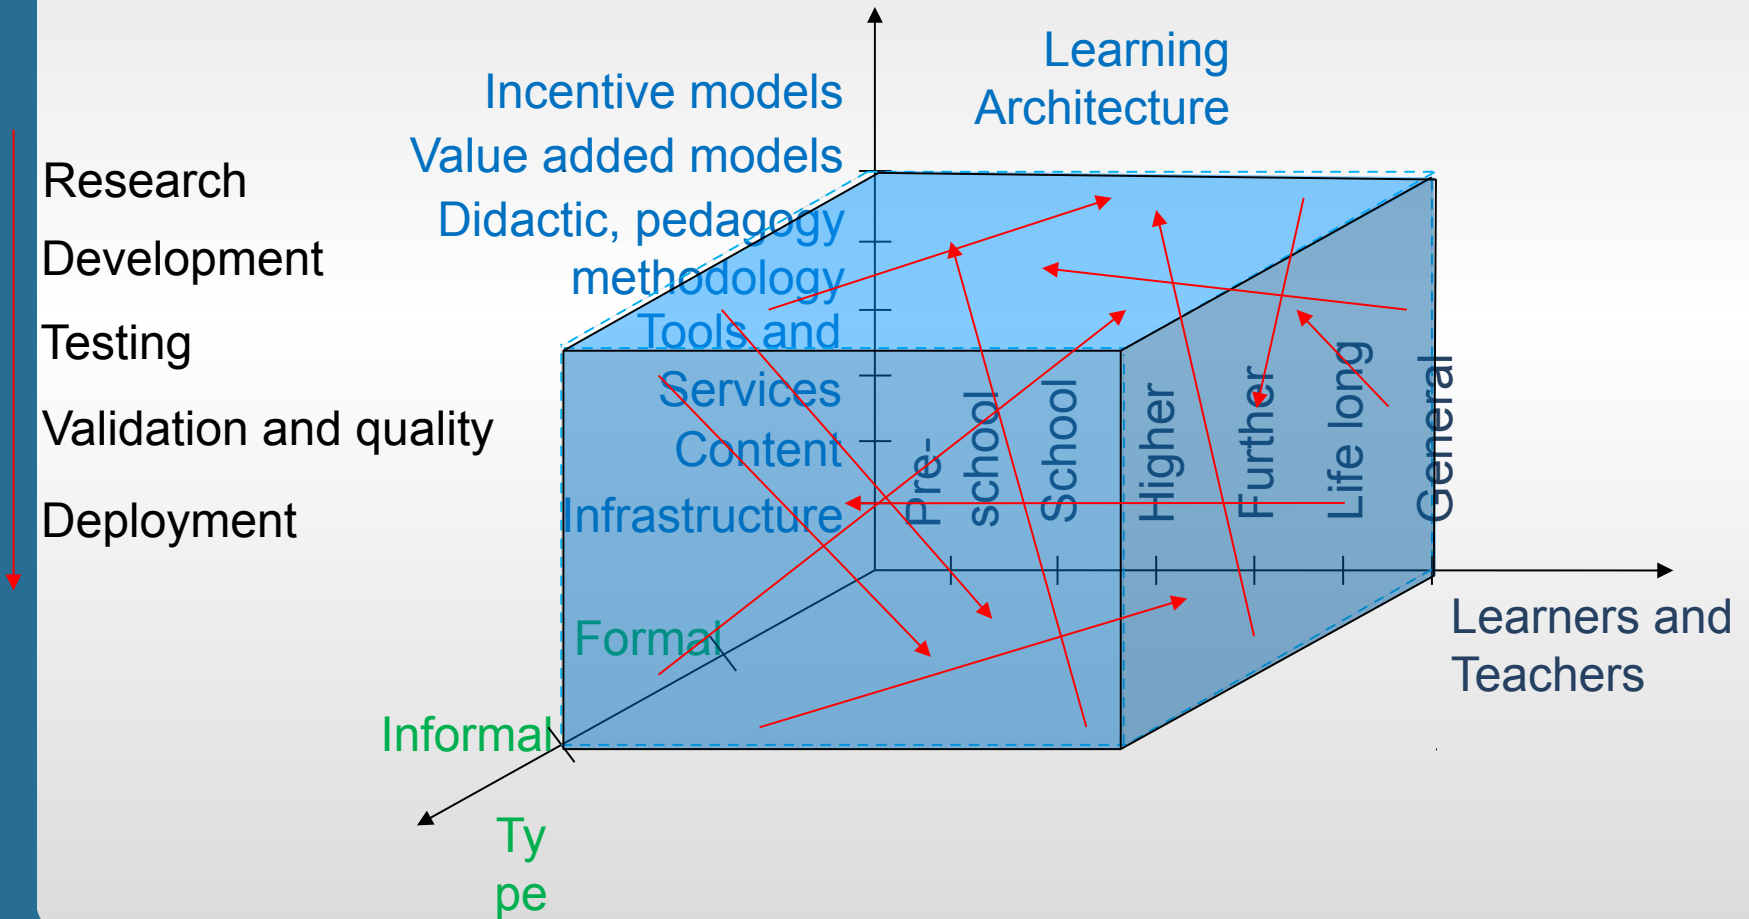 Learning
Architecture
Incentive models
Value added models
Didactic, pedagogy
methodology
Tools and
Services
Content
Infrastructure
Research
Development
Testing
Validation and quality
Deployment
Pre-
school
School
Higher
Further
Life long
General
Learners and
Teachers
Formal
Informal
Ty
pe